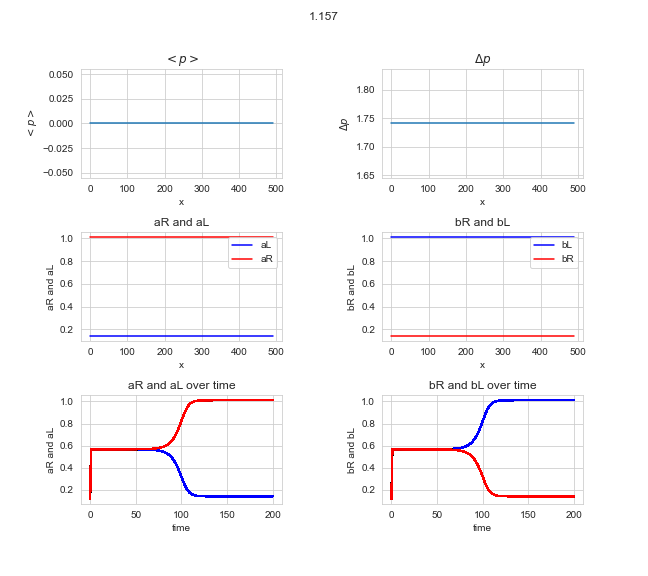 1.157
< p >
Δp
0.050
0.025
0.000
−0.025
−0.050
< p >
0 100 200 300 400 500
x
1.80
1.75
1.70
1.65
Δp
0 100 200 300 400 500
x
aR and aL
bR and bL
1.0
0.8
0.6
0.4
0.2
aR and aL
aL
aR
0 100 200 300 400 500
x
1.0
0.8
0.6
0.4
0.2
bR and bL
bL
bR
0 100 200 300 400 500
x
aR and aL over time
bR and bL over time
1.0
0.8
0.6
0.4
0.2
aR and aL
0 50 100 150 200
time
1.0
0.8
0.6
0.4
0.2
bR and bL
0 50 100 150 200
time